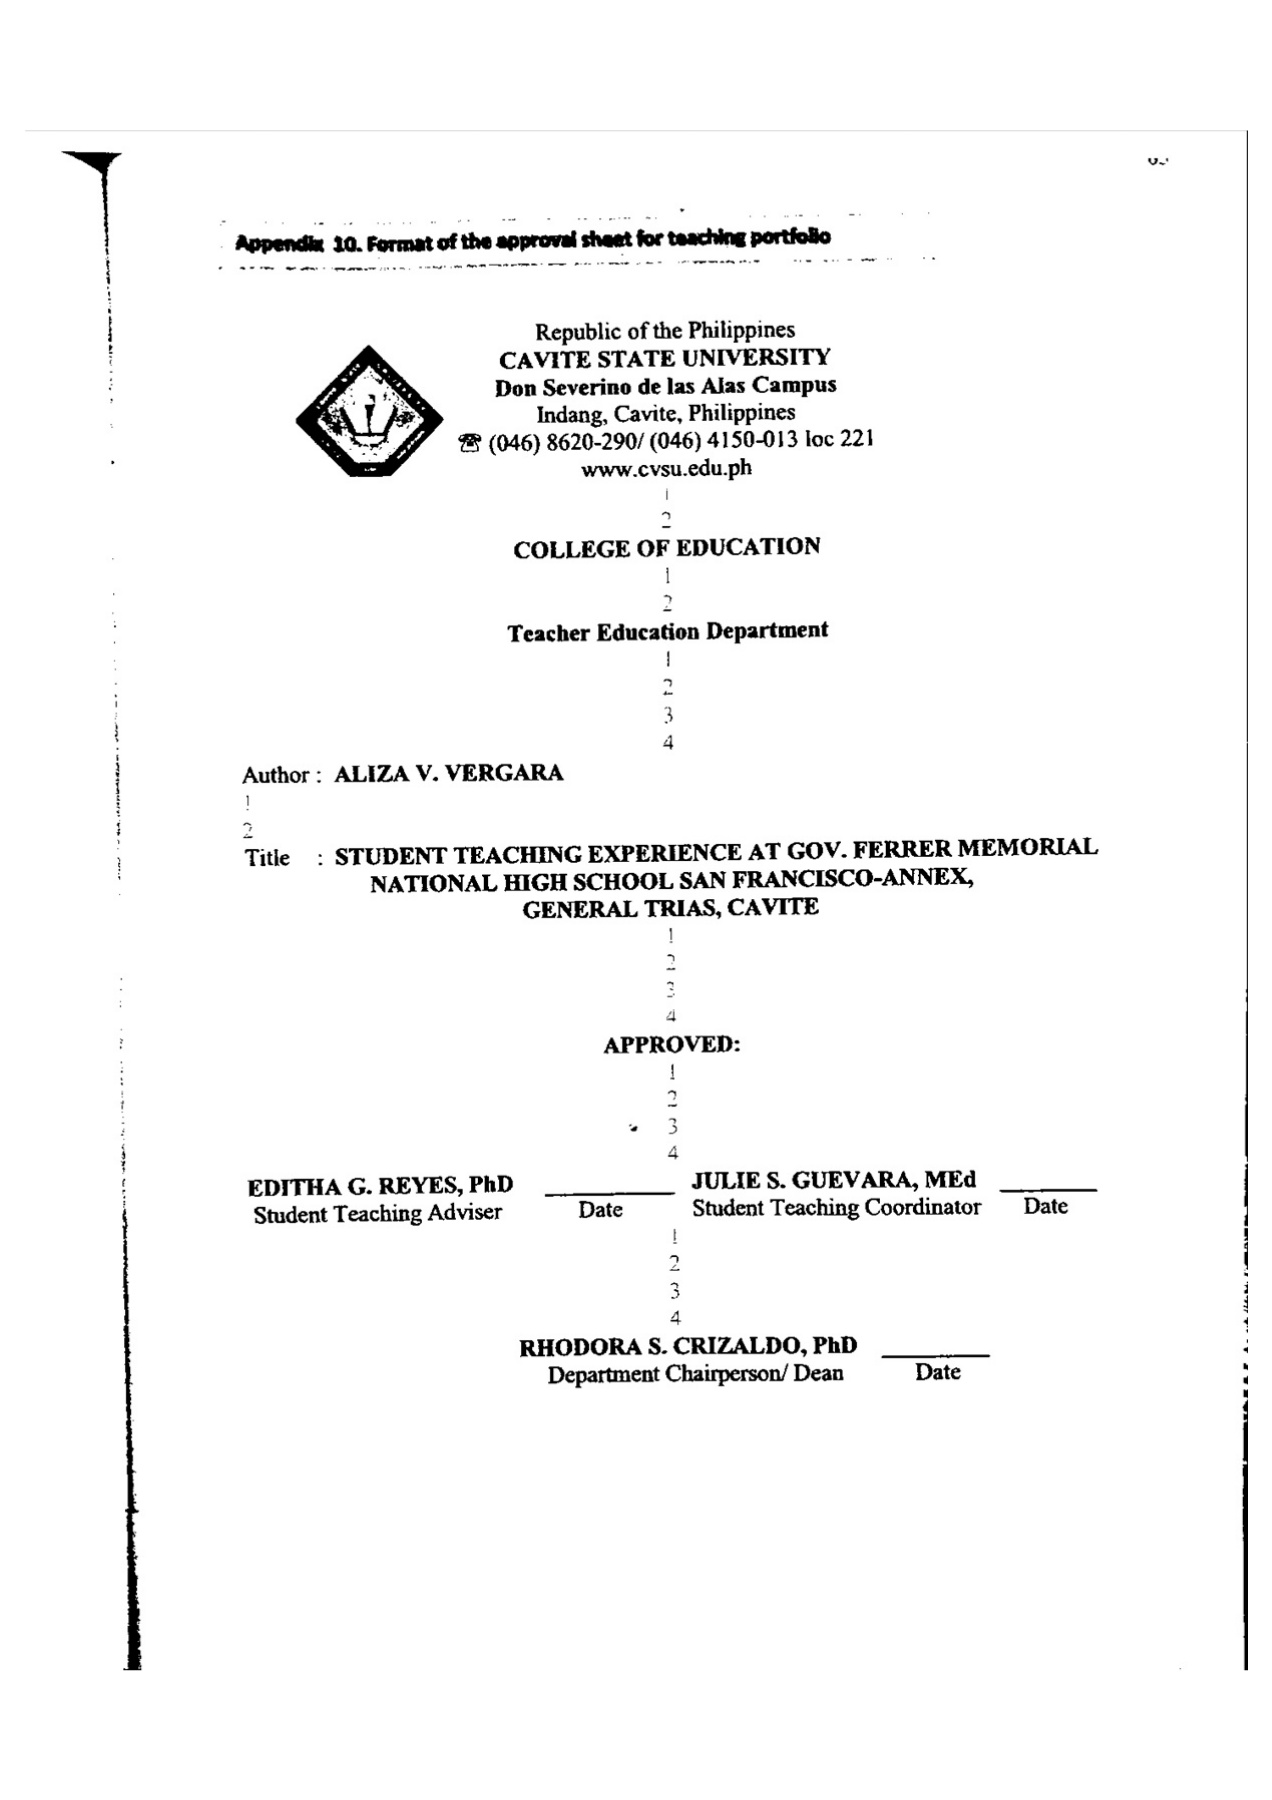 Appendix 10. Format of the approval sheet for teaching portfolio
Republic of the Philippines
CAVITE STATE UNIVERSITY
Don Severino de las Alas Campus
Indang, Cavite, Philippines
☎ (046) 8620-290/ (046) 4150-013 loc 221
www.cvsu.edu.ph
1
2
COLLEGE OF EDUCATION
1
2
Teacher Education Department
1
2
3
4
Author : ALIZA V. VERGARA
1
2
Title : STUDENT TEACHING EXPERIENCE AT GOV. FERRER MEMORIAL
NATIONAL HIGH SCHOOL SAN FRANCISCO-ANNEX,
GENERAL TRIAS, CAVITE
1
2
3
4
APPROVED:
1
2
3
4
EDITHA G. REYES, PhD __________ JULIE S. GUEVARA, MEd ________
Student Teaching Adviser Date Student Teaching Coordinator Date
1
2
3
4
RHODORA S. CRIZALDO, PhD ________
Department Chairperson/ Dean Date